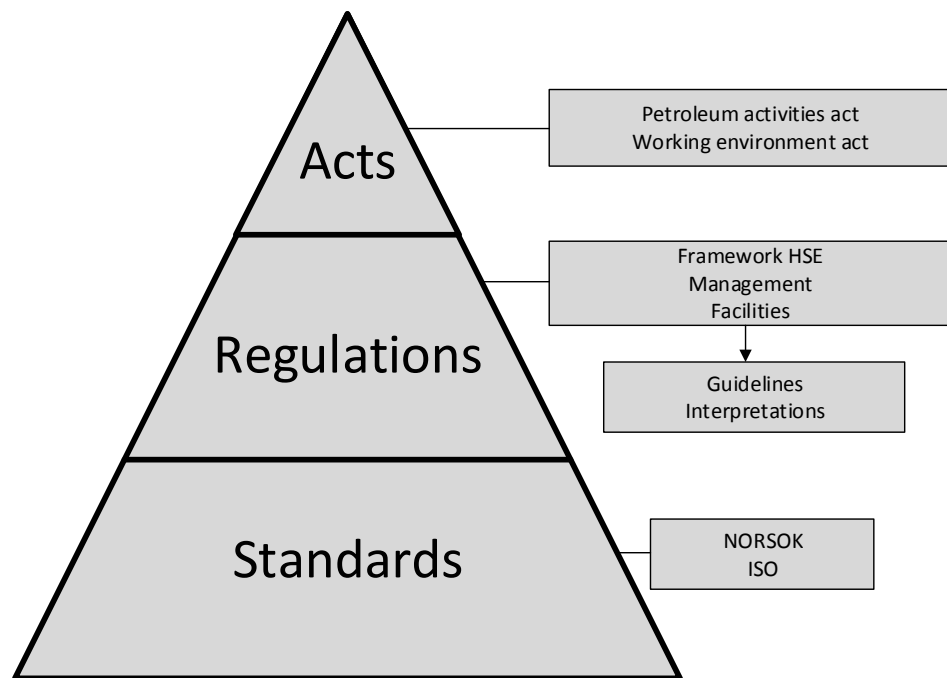 Acts
Petroleum activities act
Working environment act
Regulations
Framework HSE
Management
Facilities
Guidelines
Interpretations
Standards
NORSOK
ISO